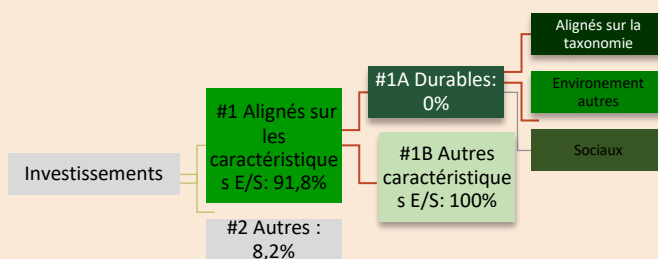 Investissements
#1 Alignés sur
les
caractéristique
s E/S: 91,8%
#2 Autres :
8,2%
#1A Durables:
0%
#1B Autres
caractéristique
s E/S: 100%
Alignés sur la
taxonomie
Environement
autres
Sociaux